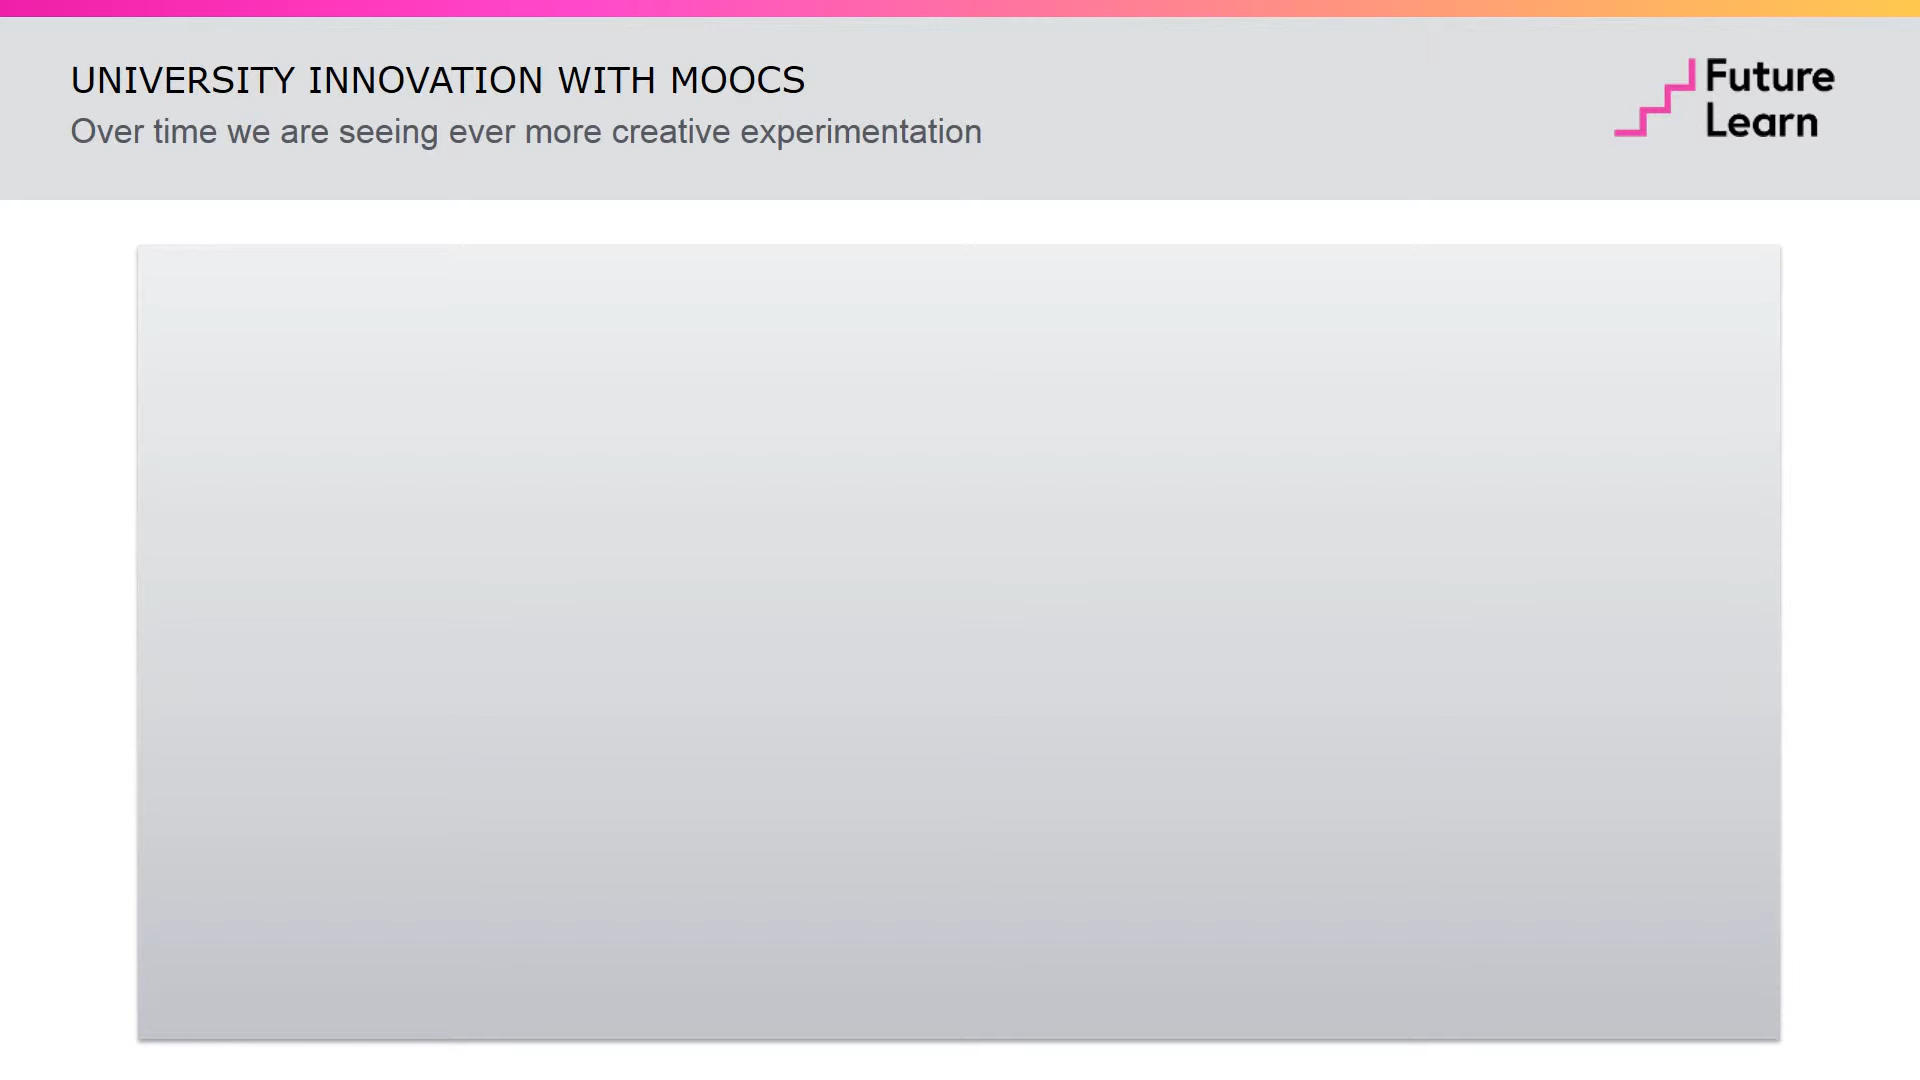 UNIVERSITY INNOVATION WITH MOOCS
Over time we are seeing ever more creative experimentation
Future
Learn